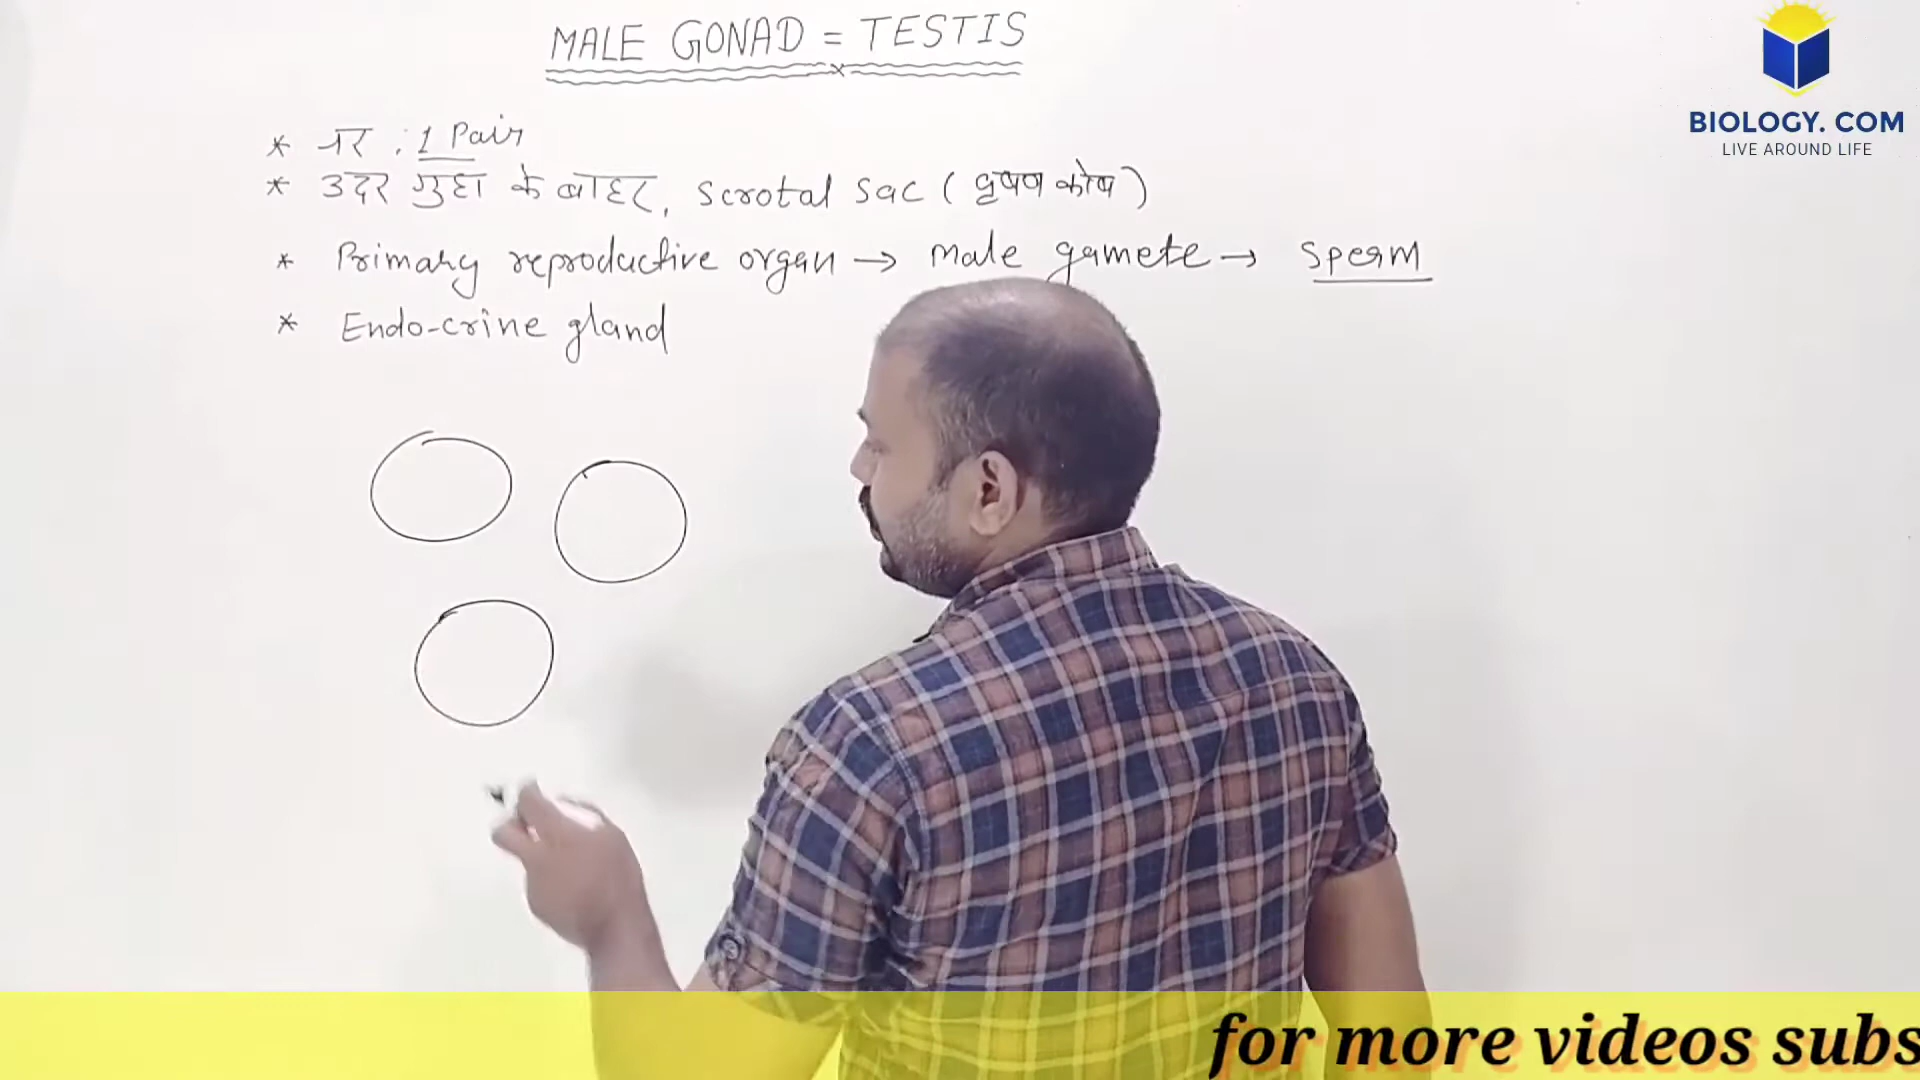 MALE GONAD = TESTIS
* नर : 1 Pair
* उदर गुहा के बाहर, Scrotal Sac ( वृषण कोष )
* Primary reproductive organ → Male gamete → Sperm
* Endo-crine gland
BIOLOGY. COM
LIVE AROUND LIFE
for more videos subs